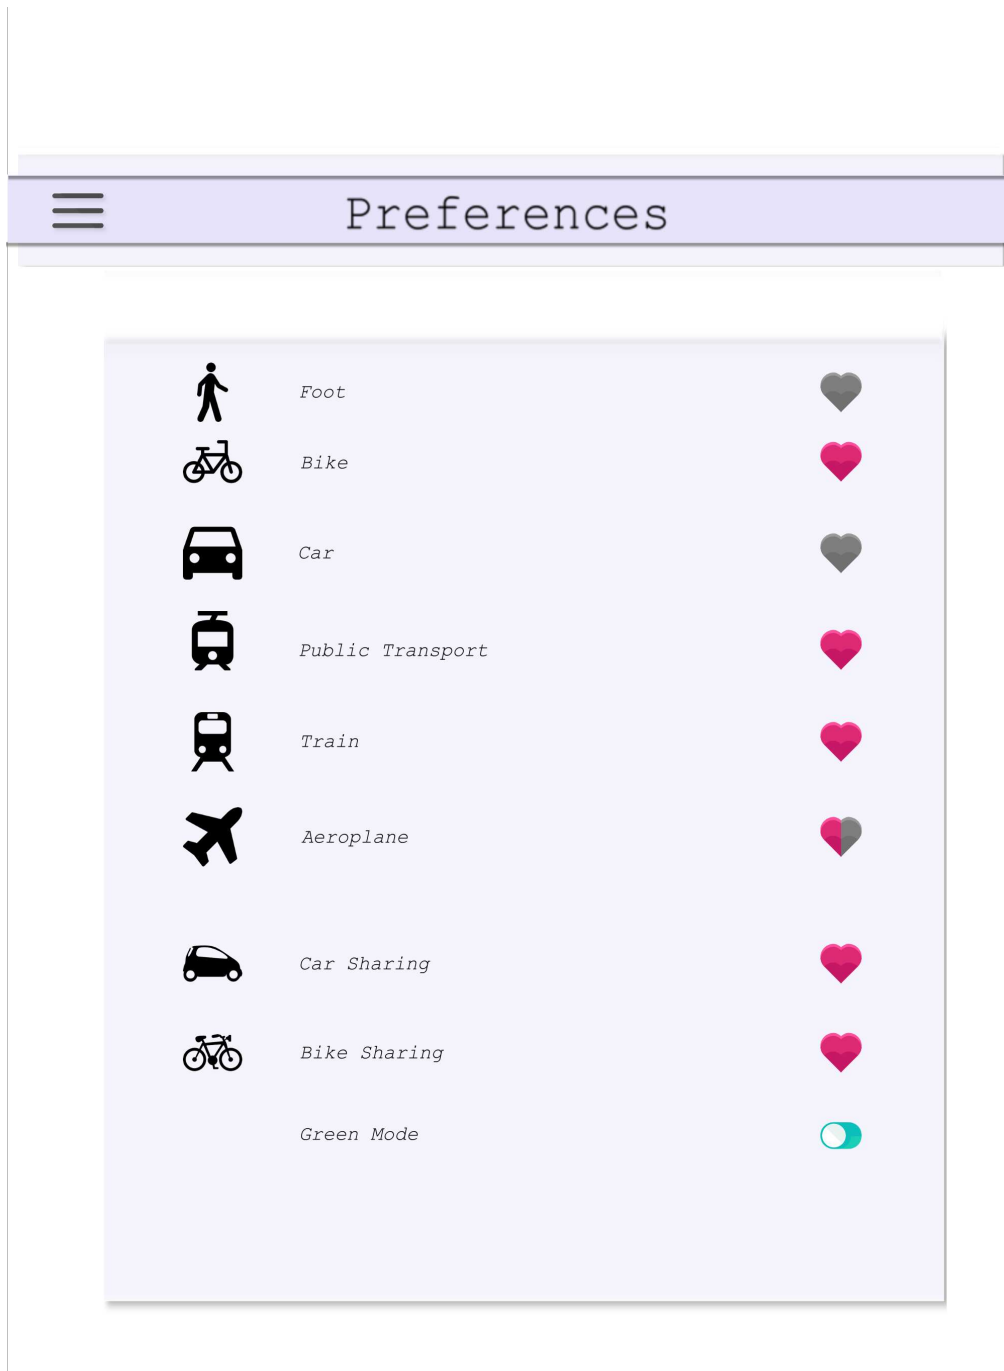 Preferences
Foot
Bike
Car
Public Transport
Train
Aeroplane
Car Sharing
Bike Sharing
Green Mode